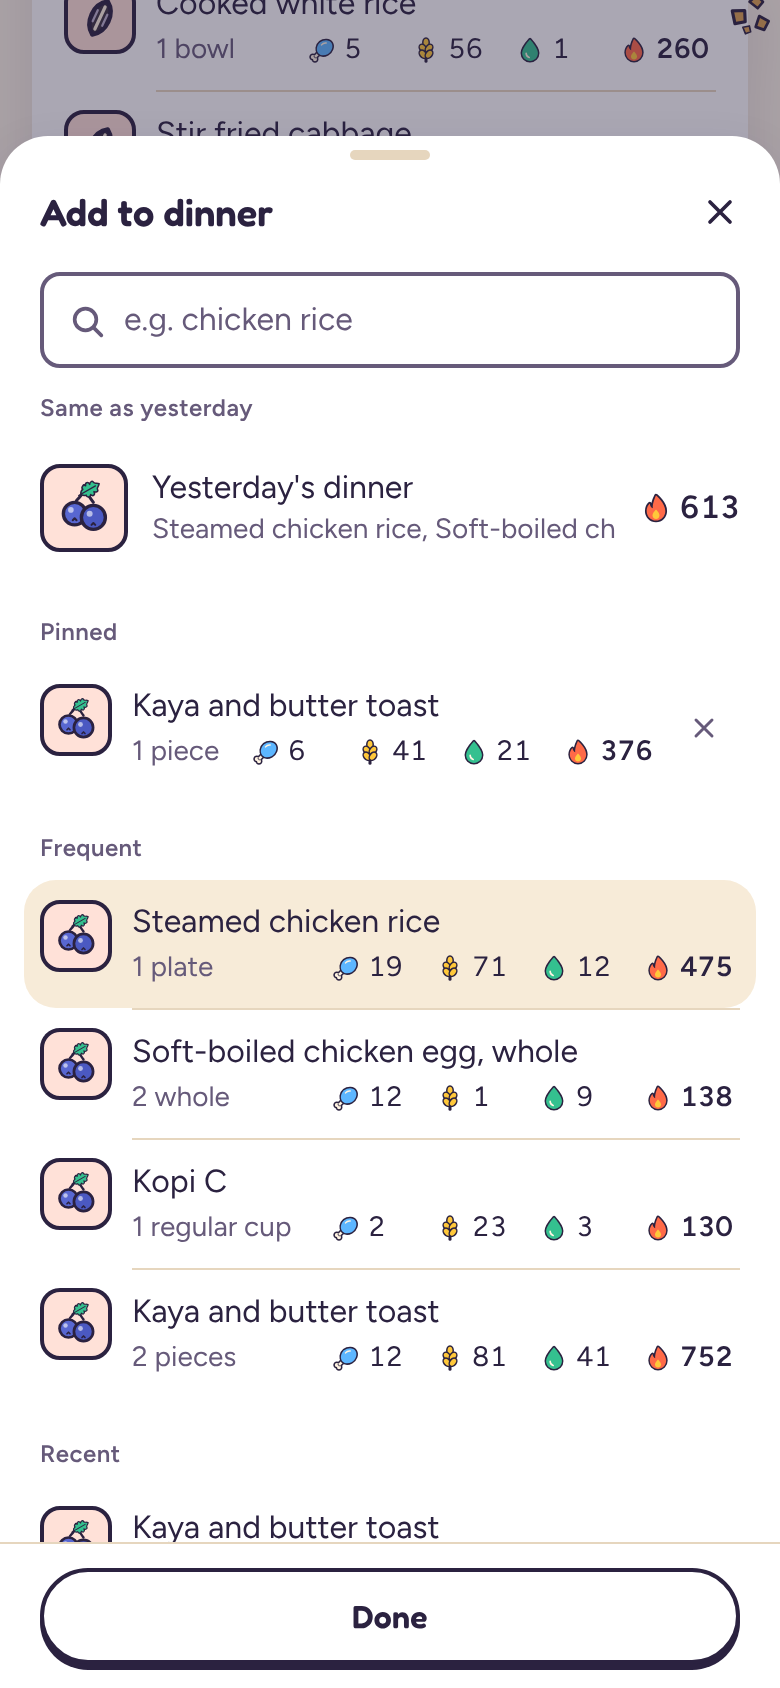 Cooked white rice
1 bowl 5 56 1 260
Stir fried cabbage
Add to dinner
e.g. chicken rice
Same as yesterday
Yesterday's dinner
Steamed chicken rice, Soft-boiled ch
613
Pinned
Kaya and butter toast
1 piece 6 41 21 376
Frequent
Steamed chicken rice
1 plate 19 71 12 475
Soft-boiled chicken egg, whole
2 whole 12 1 9 138
Kopi C
1 regular cup 2 23 3 130
Kaya and butter toast
2 pieces 12 81 41 752
Recent
Kaya and butter toast
Done